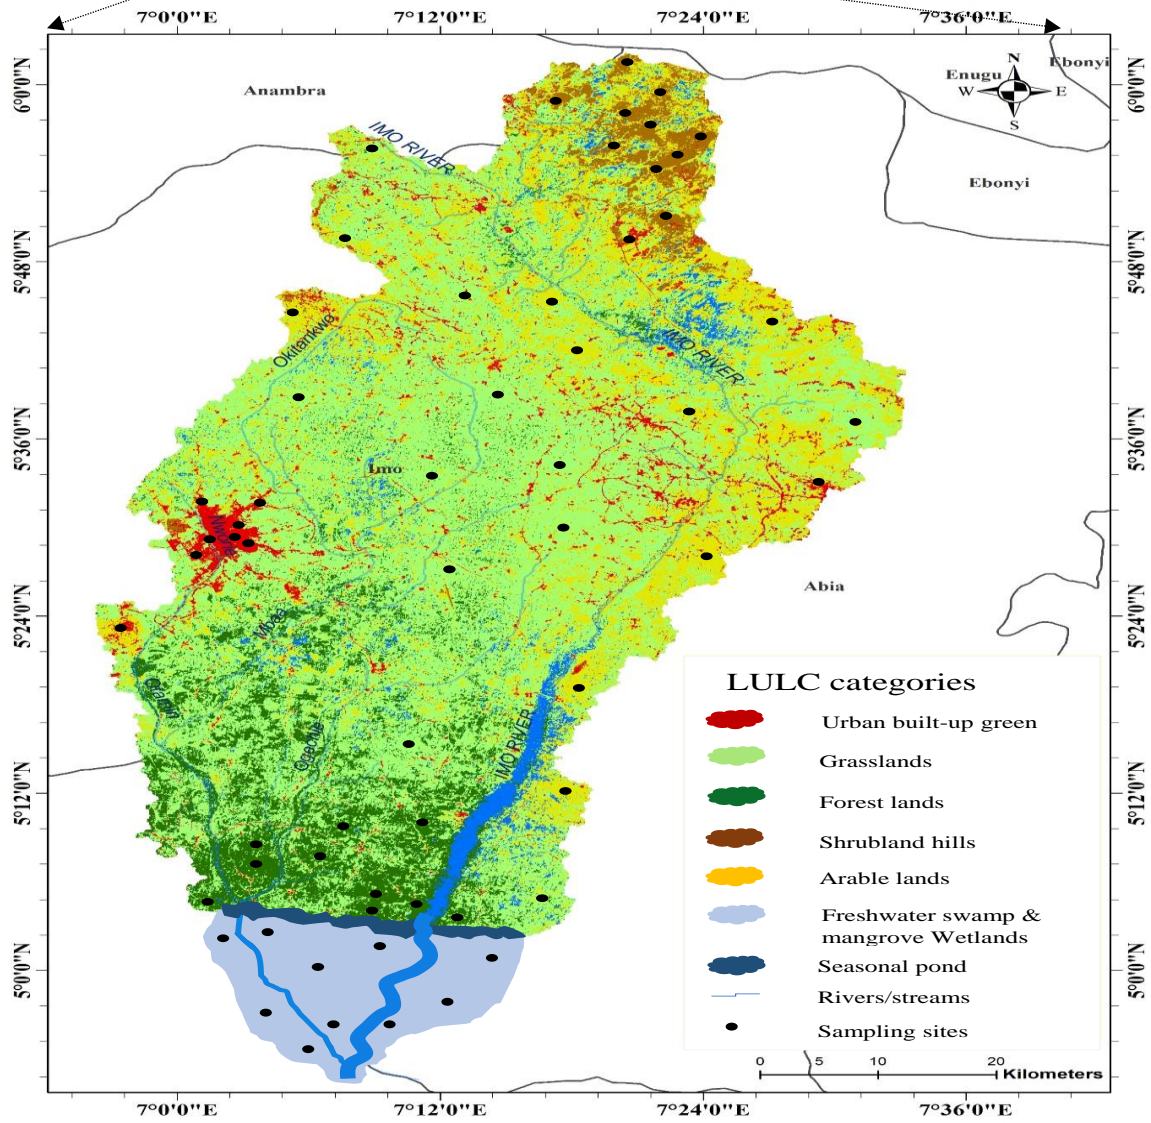 7°0'0"E
7°12'0"E
7°24'0"E
7°36'0"E
6°0'0"N
5°48'0"N
5°36'0"N
5°24'0"N
5°12'0"N
5°0'0"N
6°0'0"N
5°48'0"N
5°36'0"N
5°24'0"N
5°12'0"N
5°0'0"N
Ebonyi
Enugu
N
W
E
S
Anambra
IMO RIVER
Ebonyi
Okitankwo
IMO RIVER
Imo
Abia
Mbaa
IMO RIVER
LULC categories
Urban built-up green
Grasslands
Forest lands
Shrubland hills
Arable lands
Freshwater swamp &
mangrove Wetlands
Seasonal pond
Rivers/streams
Sampling sites
0 5 10 20
Kilometers
7°0'0"E
7°12'0"E
7°24'0"E
7°36'0"E